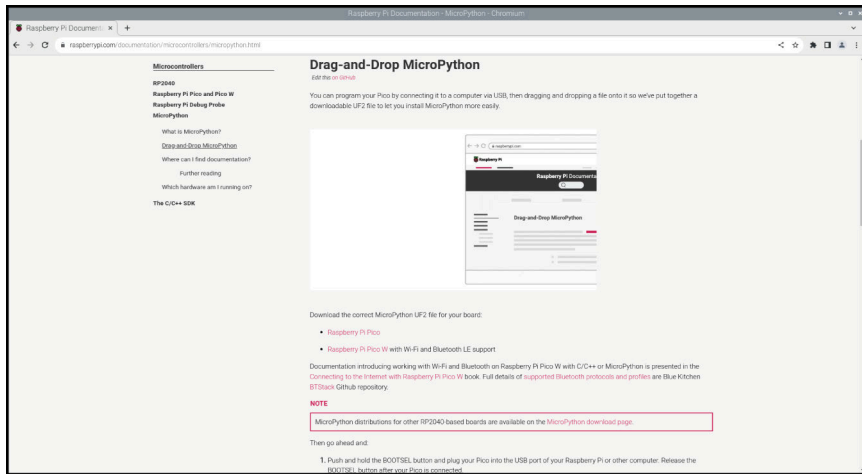 Raspberry Pi Documentation - MicroPython - Chromium
Raspberry Pi Document
raspberrypi.com/documentation/microcontrollers/micropython.html
Microcontrollers
RP2040
Raspberry Pi Pico and Pico W
Raspberry Pi Debug Probe
MicroPython
What is MicroPython?
Drag-and-Drop MicroPython
Where can I find documentation?
Further reading
Which hardware am I running on?
The C/C++ SDK
Drag-and-Drop MicroPython
Edit this on GitHub
You can program your Pico by connecting it to a computer via USB, then dragging and dropping a file onto it so we've put together a
downloadable UF2 file to let you install MicroPython more easily.
raspberrypi.com
Raspberry Pi
Raspberry Pi Documenta
Drag-and-Drop MicroPython
Download the correct MicroPython UF2 file for your board:
• Raspberry Pi Pico
• Raspberry Pi Pico W with Wi-Fi and Bluetooth LE support
Documentation introducing working with Wi-Fi and Bluetooth on Raspberry Pi Pico W with C/C++ or MicroPython is presented in the
Connecting to the Internet with Raspberry Pi Pico W book. Full details of supported Bluetooth protocols and profiles are Blue Kitchen
BTStack Github repository.
NOTE
MicroPython distributions for other RP2040-based boards are available on the MicroPython download page.
Then go ahead and:
1. Push and hold the BOOTSEL button and plug your Pico into the USB port of your Raspberry Pi or other computer. Release the
BOOTSEL button after your Pico is connected.